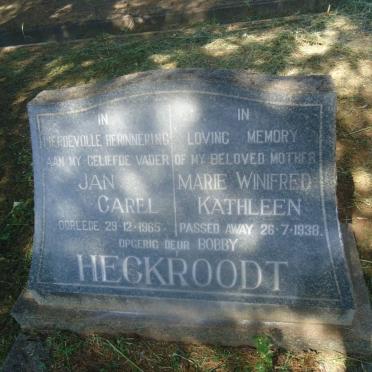 IN
LIEFDEVOLLE HERINNERING
AAN MY GELIEFDE VADER
JAN
CAREL
OORLEDE 29-12-1965
IN
LOVING MEMORY
OF MY BELOVED MOTHER
MARIE WINIFRED
KATHLEEN
PASSED AWAY 26-7-1938.
OPGERIG DEUR BOBBY
HECKROODT